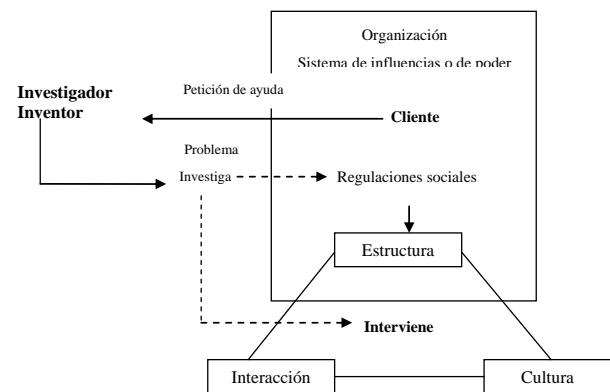 Organización
Sistema de influencias o de poder
Investigador
Inventor
Petición de ayuda
Cliente
Problema
Investiga
Regulaciones sociales
Estructura
Interviene
Interacción
Cultura